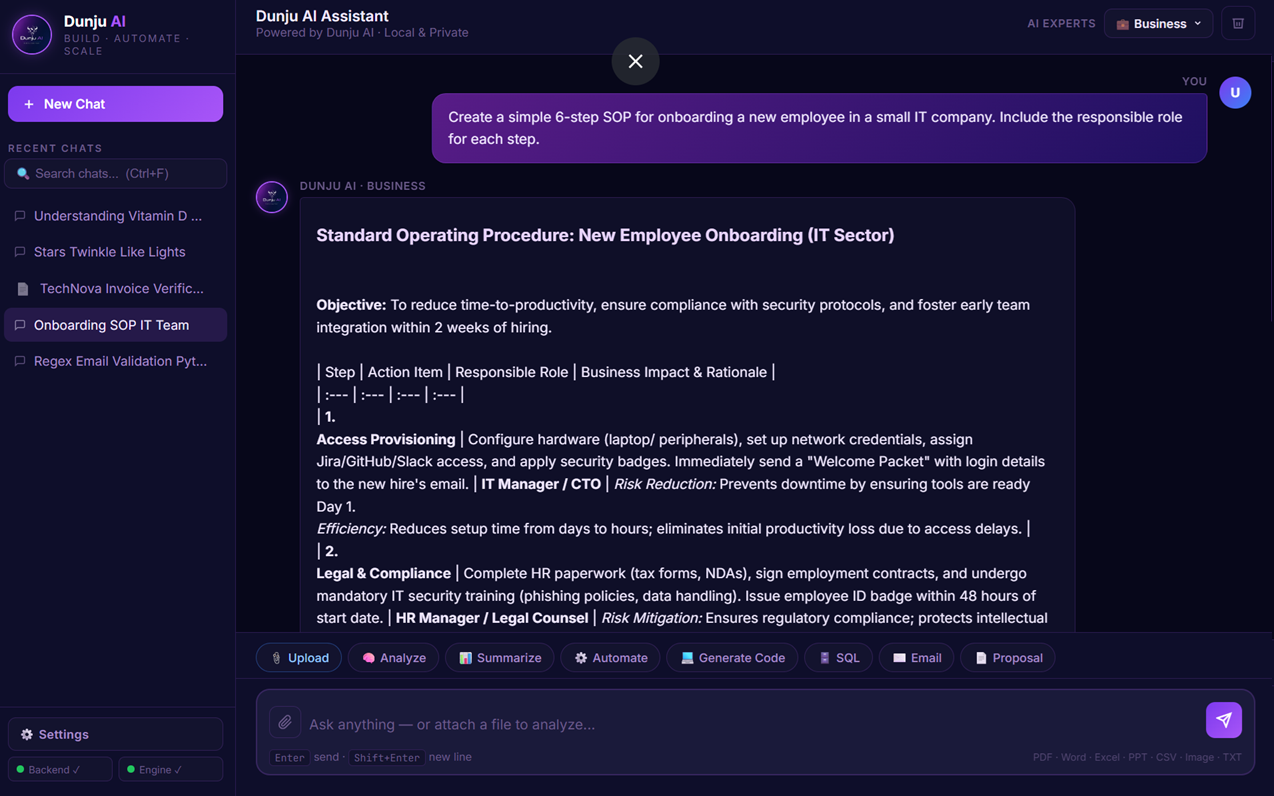 Dunju AI
BUILD · AUTOMATE ·
SCALE
+ New Chat
RECENT CHATS
Search chats... (Ctrl+F)
Understanding Vitamin D ...
Stars Twinkle Like Lights
TechNova Invoice Verific...
Onboarding SOP IT Team
Regex Email Validation Pyt...
Settings
Backend ✓
Engine ✓
Dunju AI Assistant
Powered by Dunju AI · Local & Private
AI EXPERTS
Business
YOU
U
Create a simple 6-step SOP for onboarding a new employee in a small IT company. Include the responsible role
for each step.
DUNJU AI · BUSINESS
Standard Operating Procedure: New Employee Onboarding (IT Sector)
Objective: To reduce time-to-productivity, ensure compliance with security protocols, and foster early team
integration within 2 weeks of hiring.
| Step | Action Item | Responsible Role | Business Impact & Rationale |
| :--- | :--- | :--- | :--- |
| 1.
Access Provisioning | Configure hardware (laptop/ peripherals), set up network credentials, assign
Jira/GitHub/Slack access, and apply security badges. Immediately send a "Welcome Packet" with login details
to the new hire's email. | IT Manager / CTO | Risk Reduction: Prevents downtime by ensuring tools are ready
Day 1.
Efficiency: Reduces setup time from days to hours; eliminates initial productivity loss due to access delays. |
| 2.
Legal & Compliance | Complete HR paperwork (tax forms, NDAs), sign employment contracts, and undergo
mandatory IT security training (phishing policies, data handling). Issue employee ID badge within 48 hours of
start date. | HR Manager / Legal Counsel | Risk Mitigation: Ensures regulatory compliance; protects intellectual
Upload
Analyze
Summarize
Automate
Generate Code
SQL
Email
Proposal
Ask anything — or attach a file to analyze...
Enter send · Shift+Enter new line
PDF · Word · Excel · PPT · CSV · Image · TXT